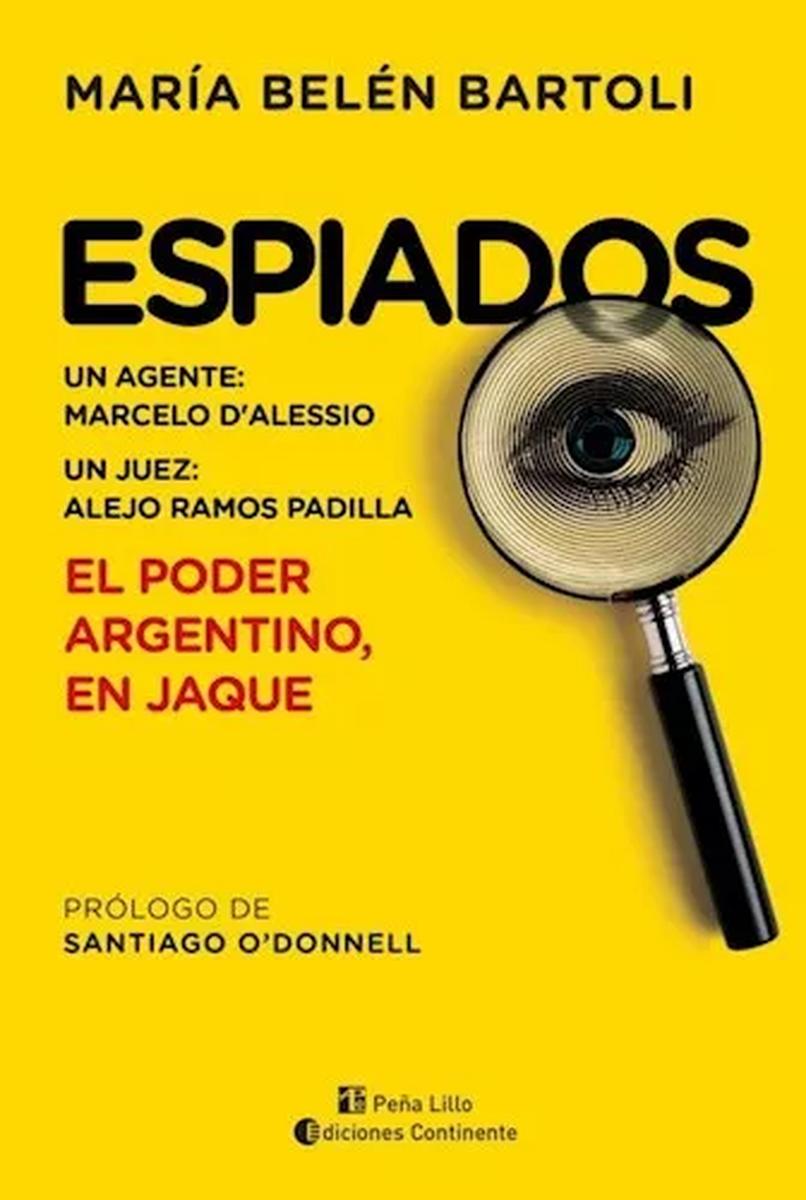 MARÍA BELÉN BARTOLI
ESPIADOS
UN AGENTE:
MARCELO D'ALESSIO
UN JUEZ:
ALEJO RAMOS PADILLA
EL PODER
ARGENTINO,
EN JAQUE
PRÓLOGO DE
SANTIAGO O’DONNELL
Peña Lillo
Ediciones Continente